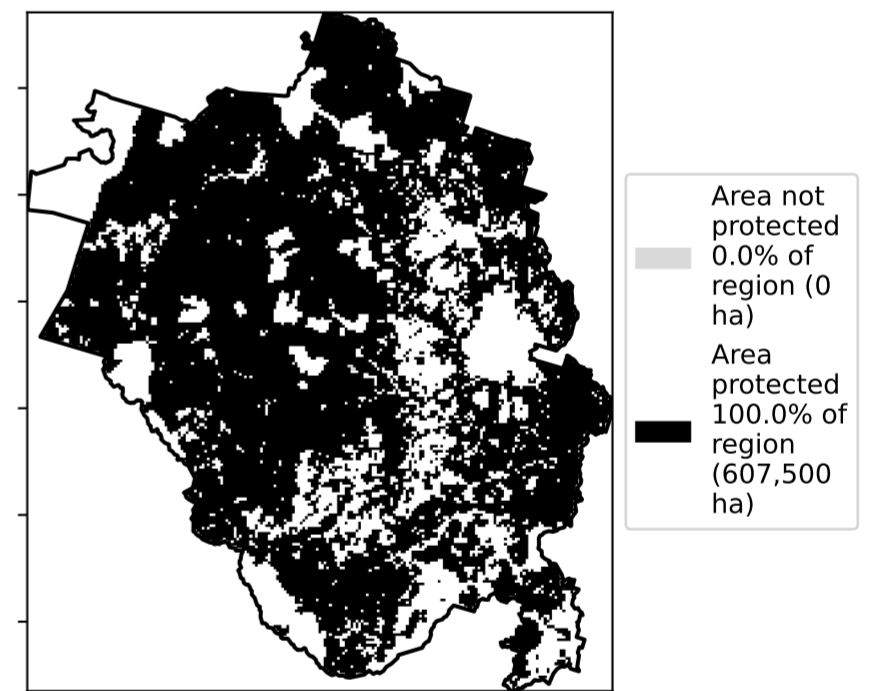 Area not
protected
0.0% of
region (0
ha)
Area
protected
100.0% of
region
(607,500
ha)